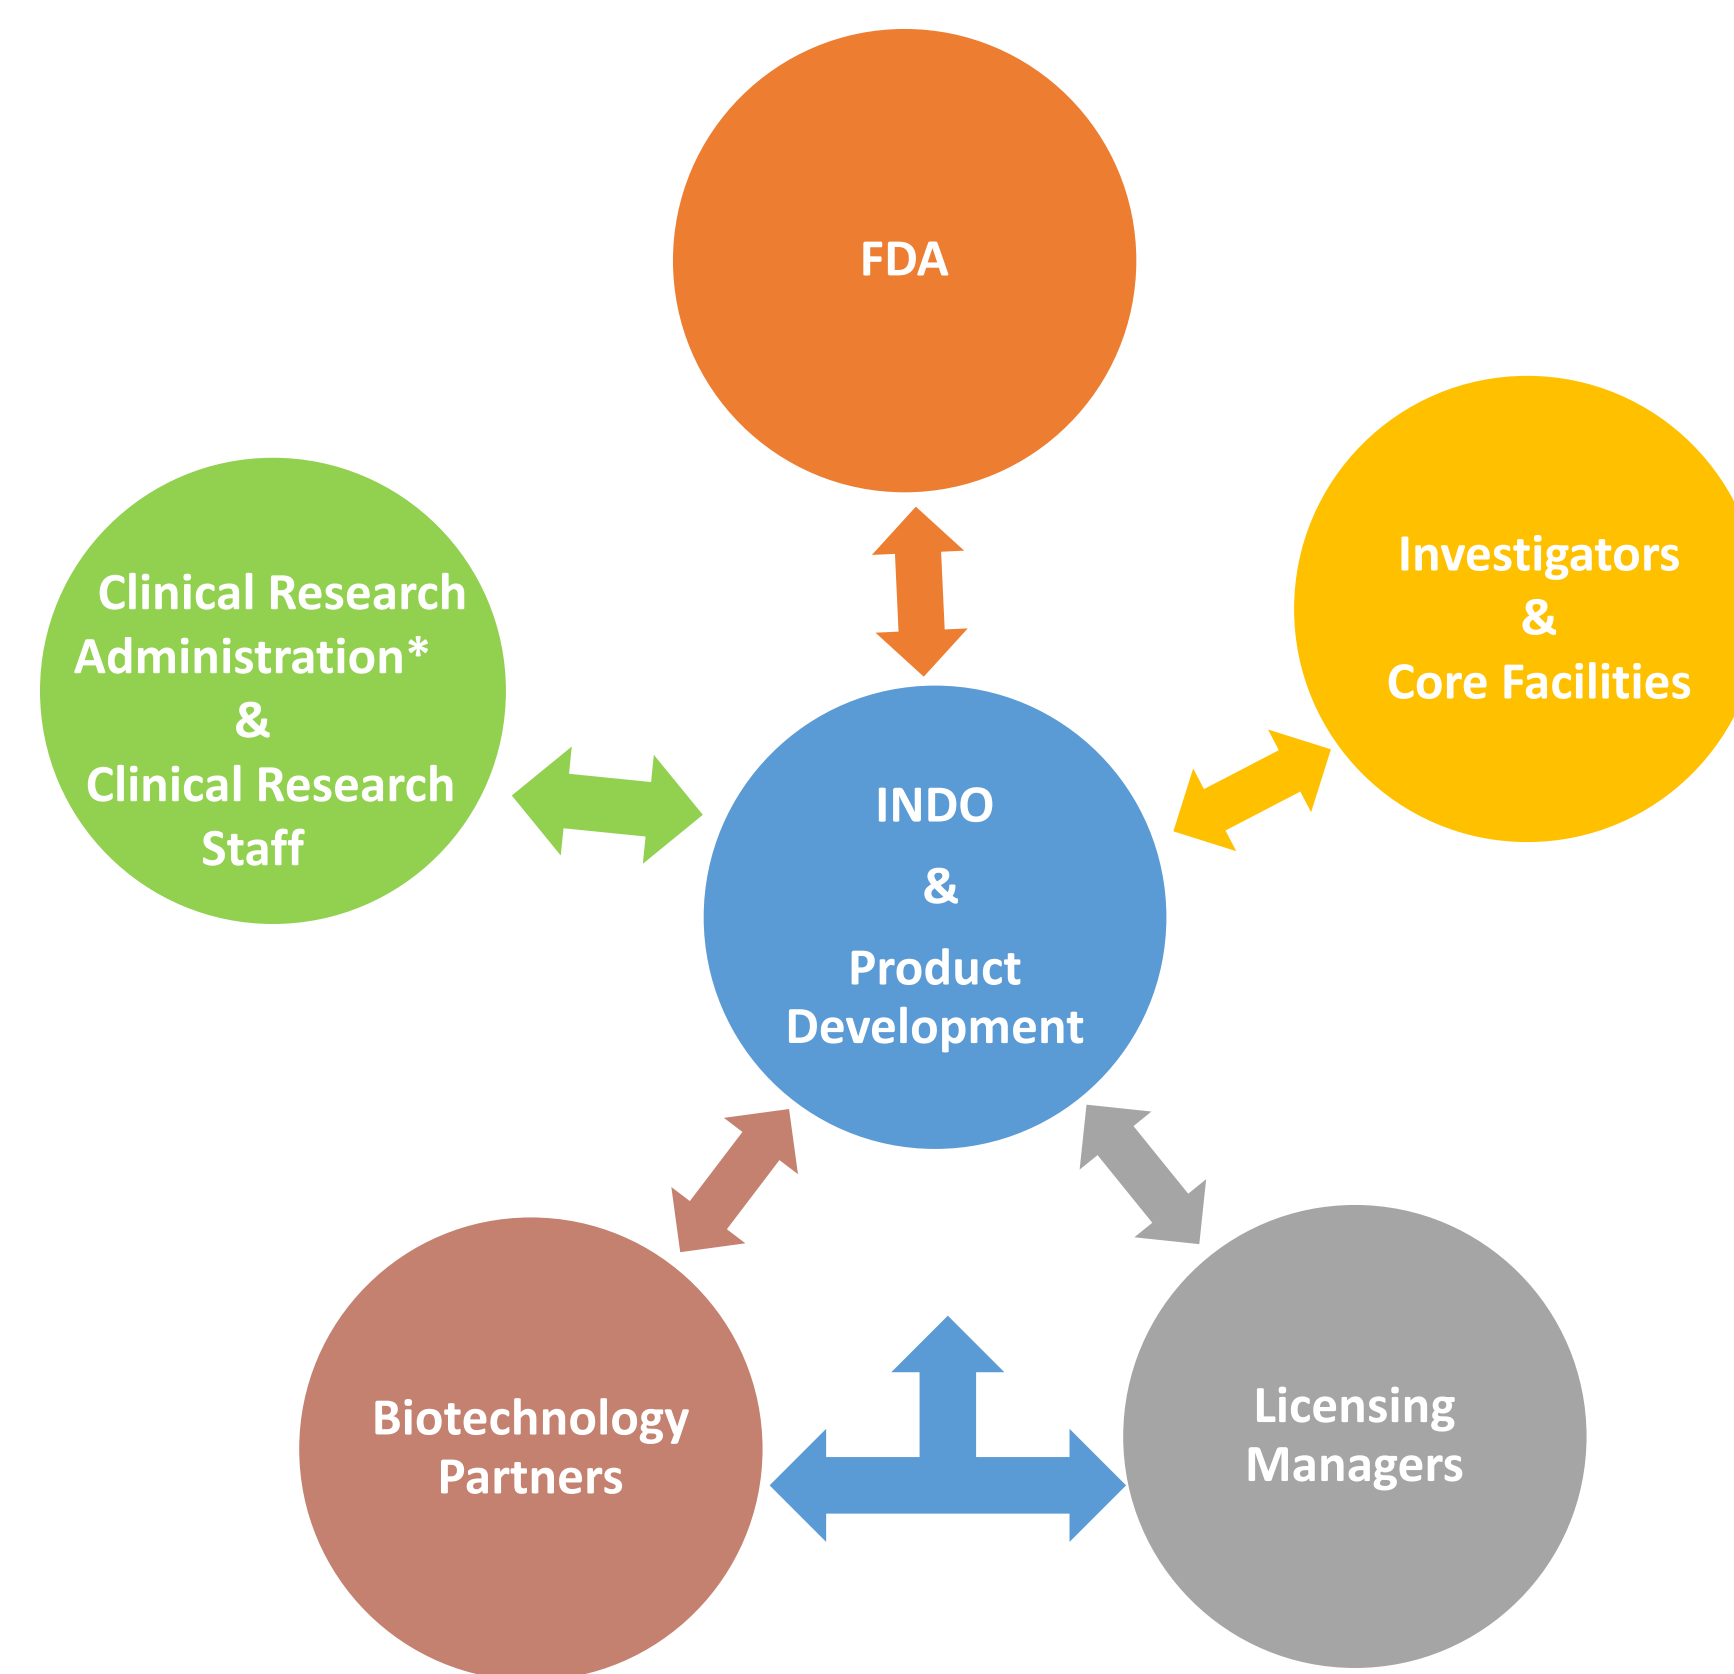 FDA
Investigators
&
Core Facilities
Clinical Research
Administration*
&
Clinical Research
Staff
INDO
&
Product
Development
Biotechnology
Partners
Licensing
Managers